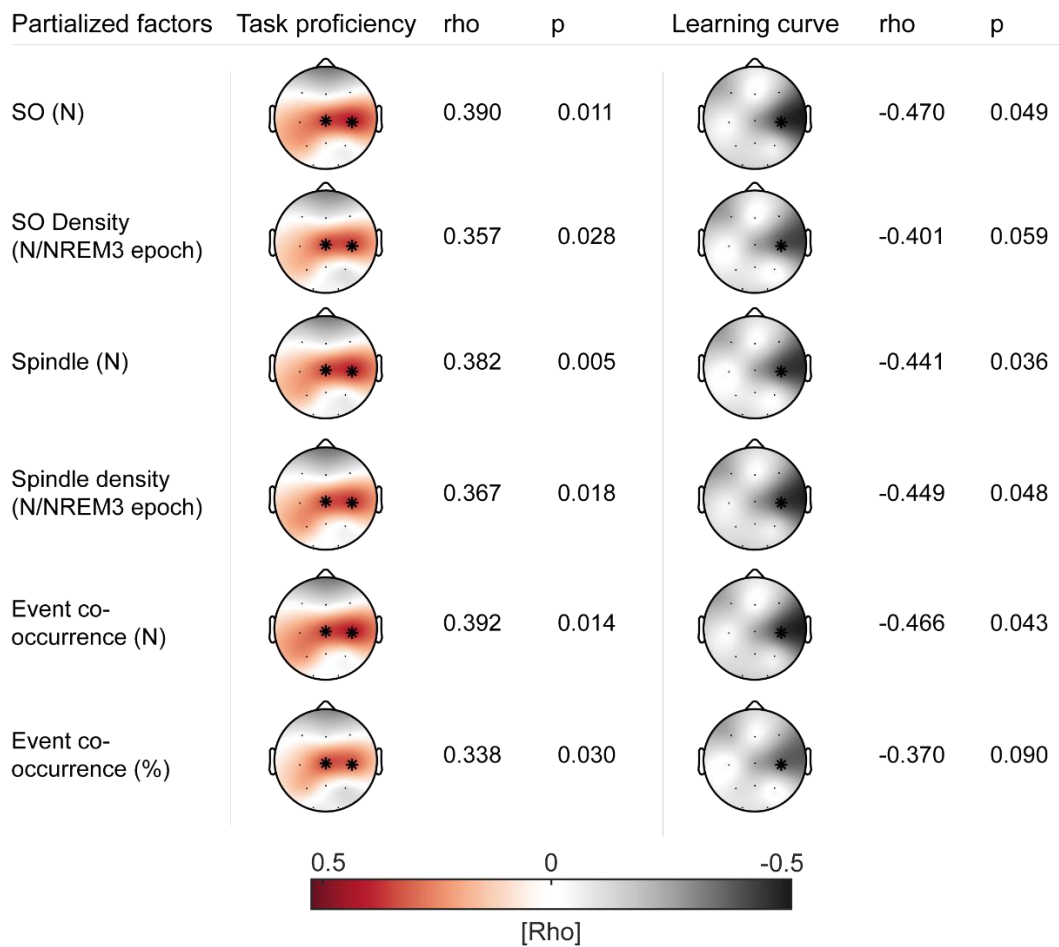 Partialized factors Task proficiency rho p Learning curve rho p
SO (N) 0.390 0.011 -0.470 0.049
SO Density
(N/NREM3 epoch) 0.357 0.028 -0.401 0.059
Spindle (N) 0.382 0.005 -0.441 0.036
Spindle density
(N/NREM3 epoch) 0.367 0.018 -0.449 0.048
Event co-
occurrence (N) 0.392 0.014 -0.466 0.043
Event co-
occurrence (%) 0.338 0.030 -0.370 0.090
0.5 0 -0.5
[Rho]